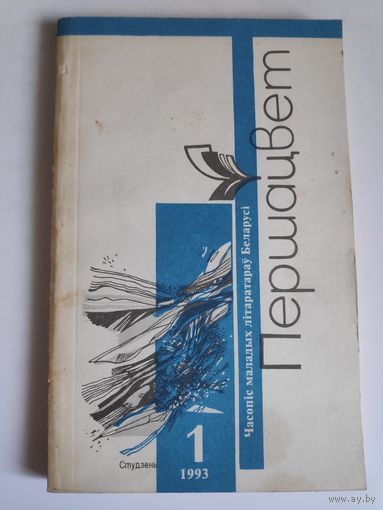 Першацвет
Часопіс маладых літаратараў Беларусі
Студзень
1
1993
www.ay.by